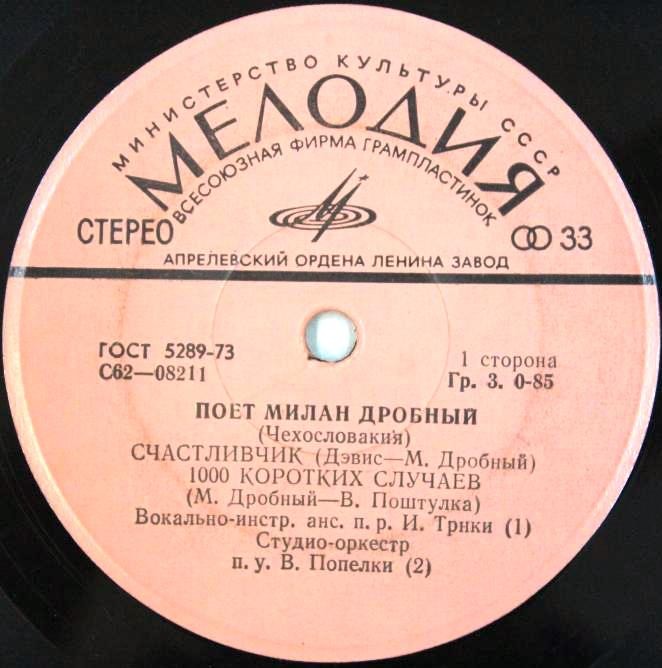 МИНИСТЕРСТВО КУЛЬТУРЫ СССР
МЕЛОДИЯ
ВСЕСОЮЗНАЯ ФИРМА ГРАМПЛАСТИНОК
СТЕРЕО
33
АПРЕЛЕВСКИЙ ОРДЕНА ЛЕНИНА ЗАВОД
ГОСТ 5289-73
С62—08211
1 сторона
Гр. 3. 0-85
ПОЕТ МИЛАН ДРОБНЫЙ
(Чехословакия)
СЧАСТЛИВЧИК (Дэвис—М. Дробный)
1000 КОРОТКИХ СЛУЧАЕВ
(М. Дробный—В. Поштулка)
Вокально-инстр. анс. п. р. И. Трнки (1)
Студио-оркестр
п. у. В. Попелки (2)